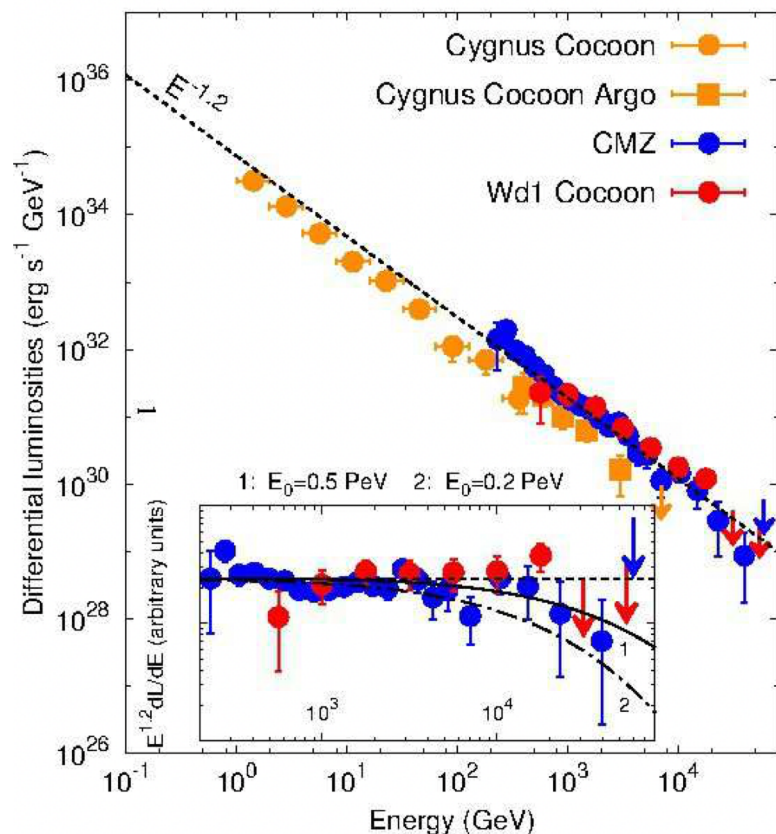 Cygnus Cocoon
Cygnus Cocoon Argo
CMZ
Wd1 Cocoon
E^-1.2
Differential luminosities (erg s^-1 GeV^-1)
10^36
10^34
10^32
10^30
10^28
10^26
1
1: E_0=0.5 PeV 2: E_0=0.2 PeV
E^1.2 dL/dE (arbitrary units)
1
2
10^3 10^4
10^-1 10^0 10^1 10^2 10^3 10^4
Energy (GeV)